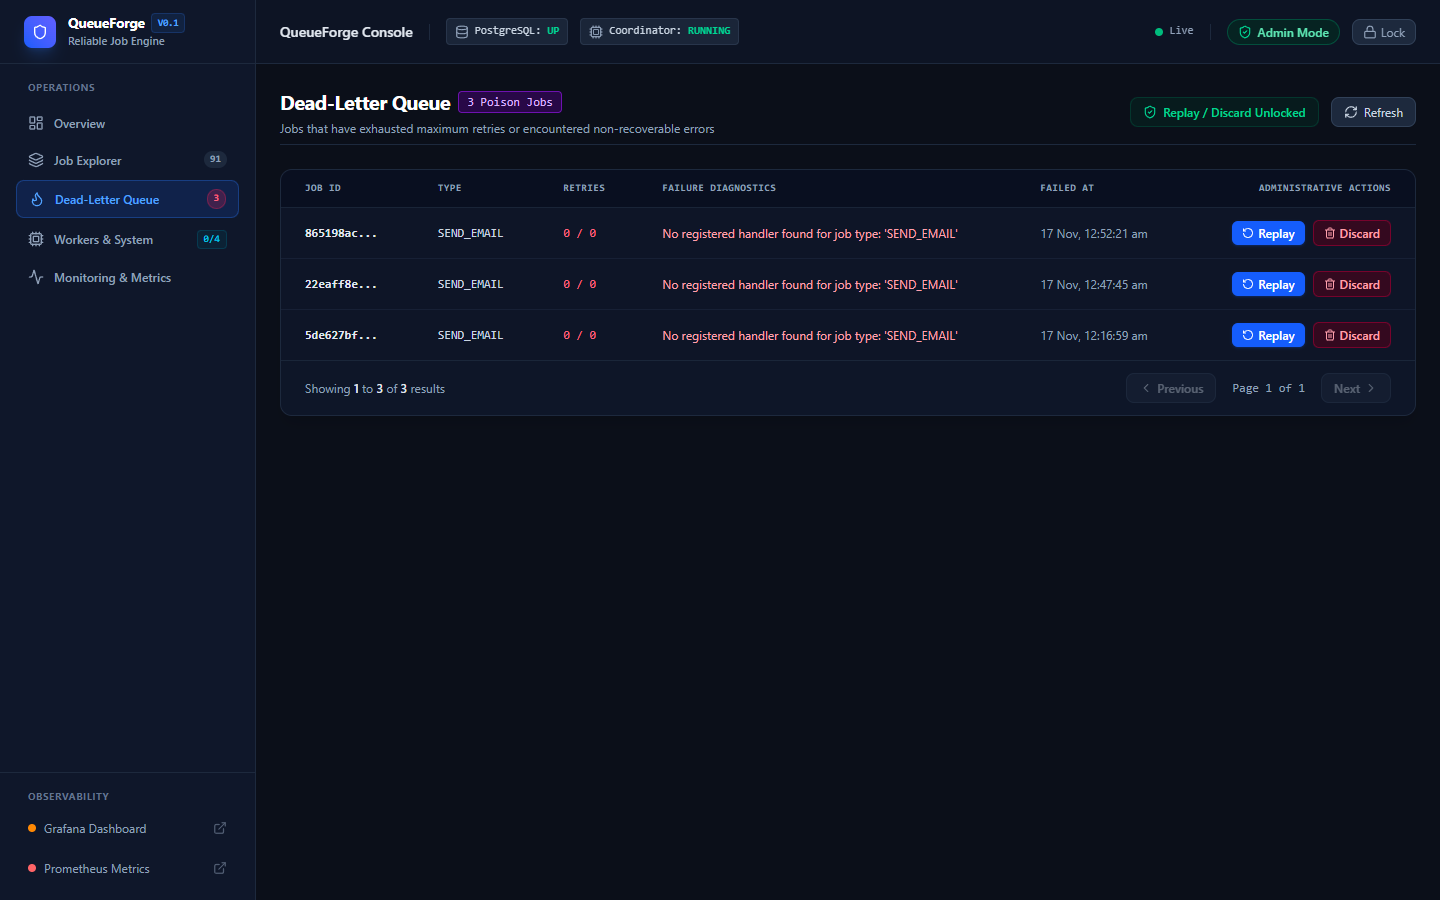 QueueForge V0.1
Reliable Job Engine
OPERATIONS
Overview
Job Explorer 91
Dead-Letter Queue 3
Workers & System 0/4
Monitoring & Metrics
OBSERVABILITY
Grafana Dashboard
Prometheus Metrics
QueueForge Console PostgreSQL: UP Coordinator: RUNNING Live Admin Mode Lock
Dead-Letter Queue 3 Poison Jobs
Jobs that have exhausted maximum retries or encountered non-recoverable errors
Replay / Discard Unlocked Refresh
JOB ID TYPE RETRIES FAILURE DIAGNOSTICS FAILED AT ADMINISTRATIVE ACTIONS
865198ac... SEND_EMAIL 0 / 0 No registered handler found for job type: 'SEND_EMAIL' 17 Nov, 12:52:21 am Replay Discard
22eaff8e... SEND_EMAIL 0 / 0 No registered handler found for job type: 'SEND_EMAIL' 17 Nov, 12:47:45 am Replay Discard
5de627bf... SEND_EMAIL 0 / 0 No registered handler found for job type: 'SEND_EMAIL' 17 Nov, 12:16:59 am Replay Discard
Showing 1 to 3 of 3 results Previous Page 1 of 1 Next